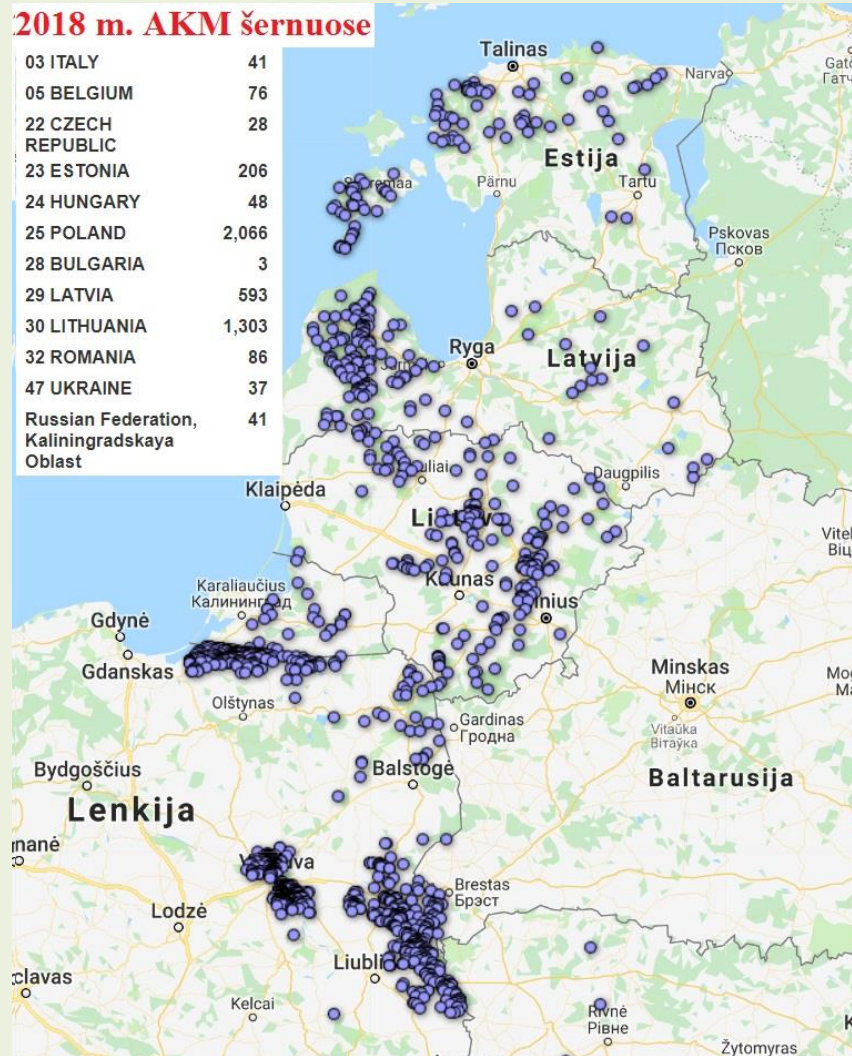 2018 m. AKM šernuose
03 ITALY 41
05 BELGIUM 76
22 CZECH
REPUBLIC 28
23 ESTONIA 206
24 HUNGARY 48
25 POLAND 2,066
28 BULGARIA 3
29 LATVIA 593
30 LITHUANIA 1,303
32 ROMANIA 86
47 UKRAINE 37
Russian Federation, 41
Kaliningradskaya
Oblast
Talinas
Narva
Estija
Pärnu
Tartu
Pskovas
Псков
Ryga
Latvija
Daugpilis
Klaipėda
Kaunas
Karaliaučius
Калининград
Gdynė
Gdanskas
Minskas
Мінск
Olštynas
Gardinas
Гродна
Vitaŭka
Вітаўка
Bydgoščius
Balstogė
Baltarusija
Lenkija
Brestas
Брэст
Lodzė
Kelcai
Rivnė
Рівне
Žytomyras